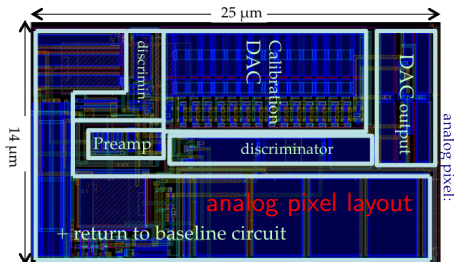 25 µm
14 µm
discrimin.
Calibration
DAC
DAC output
analog pixel:
Preamp
discriminator
analog pixel layout
+ return to baseline circuit